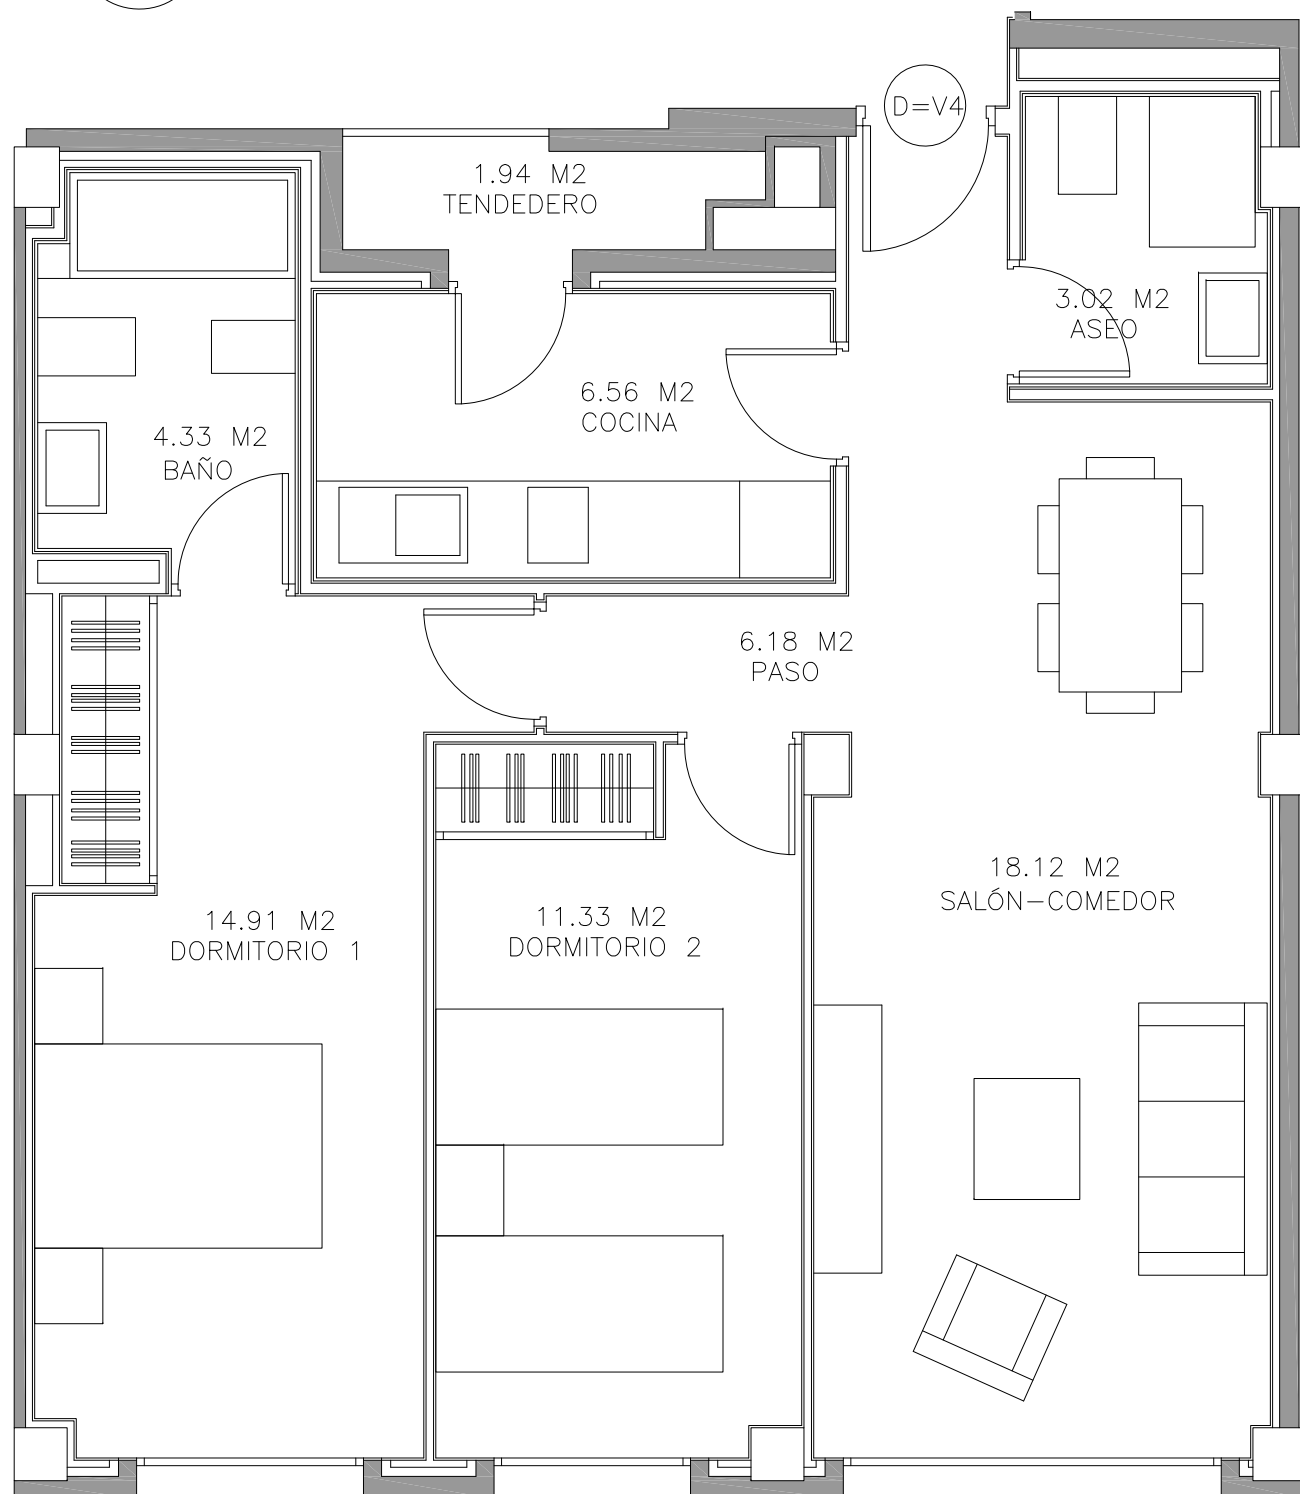 D=V4
1.94 M2
TENDEDERO
3.02 M2
ASEO
6.56 M2
COCINA
4.33 M2
BAÑO
6.18 M2
PASO
18.12 M2
SALÓN-COMEDOR
14.91 M2
DORMITORIO 1
11.33 M2
DORMITORIO 2